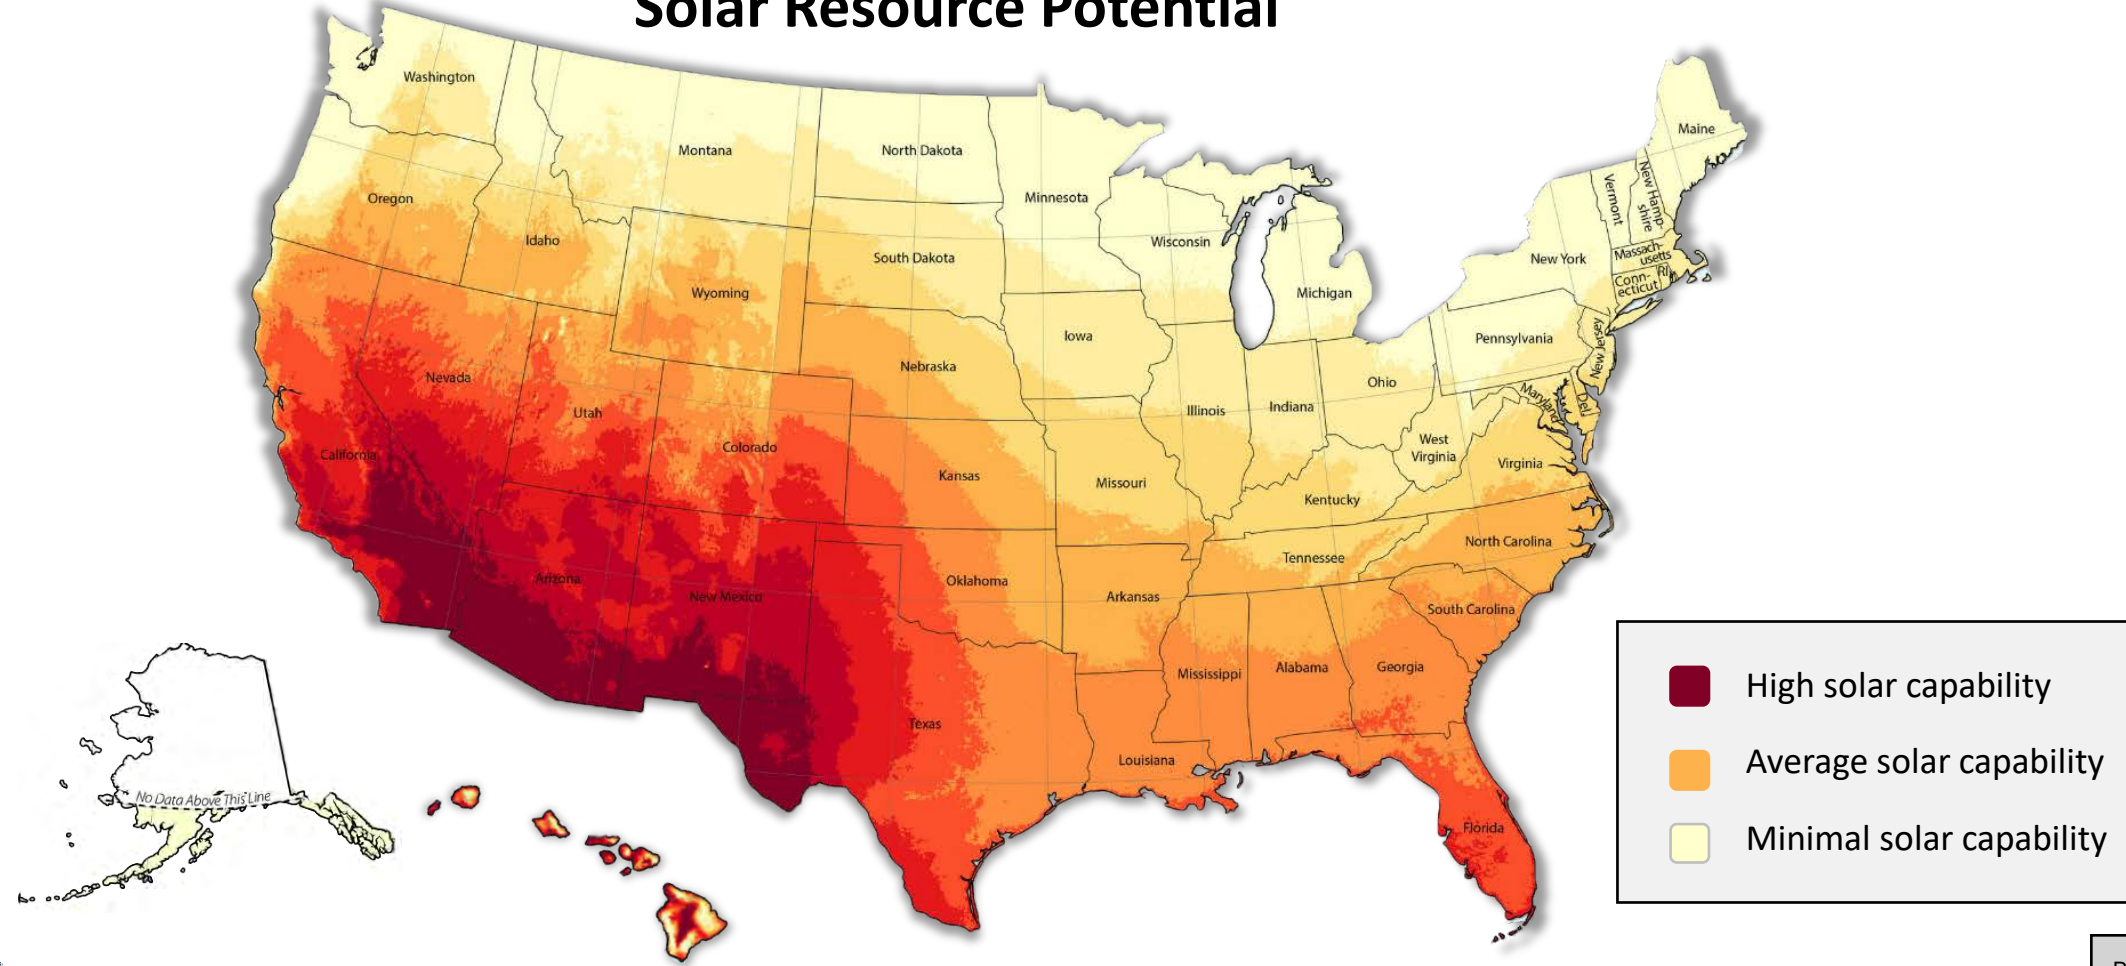 Solar Resource Potential
Washington
Montana
North Dakota
Minnesota
Maine
Vermont
New Hamp-
shire
Oregon
Idaho
Wyoming
South Dakota
Wisconsin
Michigan
New York
Massach-
usetts
Conn-
ecticut
RI
Nebraska
Iowa
Pennsylvania
New Jersey
Nevada
Utah
Colorado
Kansas
Missouri
Illinois
Indiana
Ohio
West
Virginia
Maryland
Del.
Virginia
Kentucky
California
Arizona
New Mexico
Oklahoma
Arkansas
Tennessee
North Carolina
South Carolina
Mississippi
Alabama
Georgia
Texas
Louisiana
Florida
No Data Above This Line
High solar capability
Average solar capability
Minimal solar capability